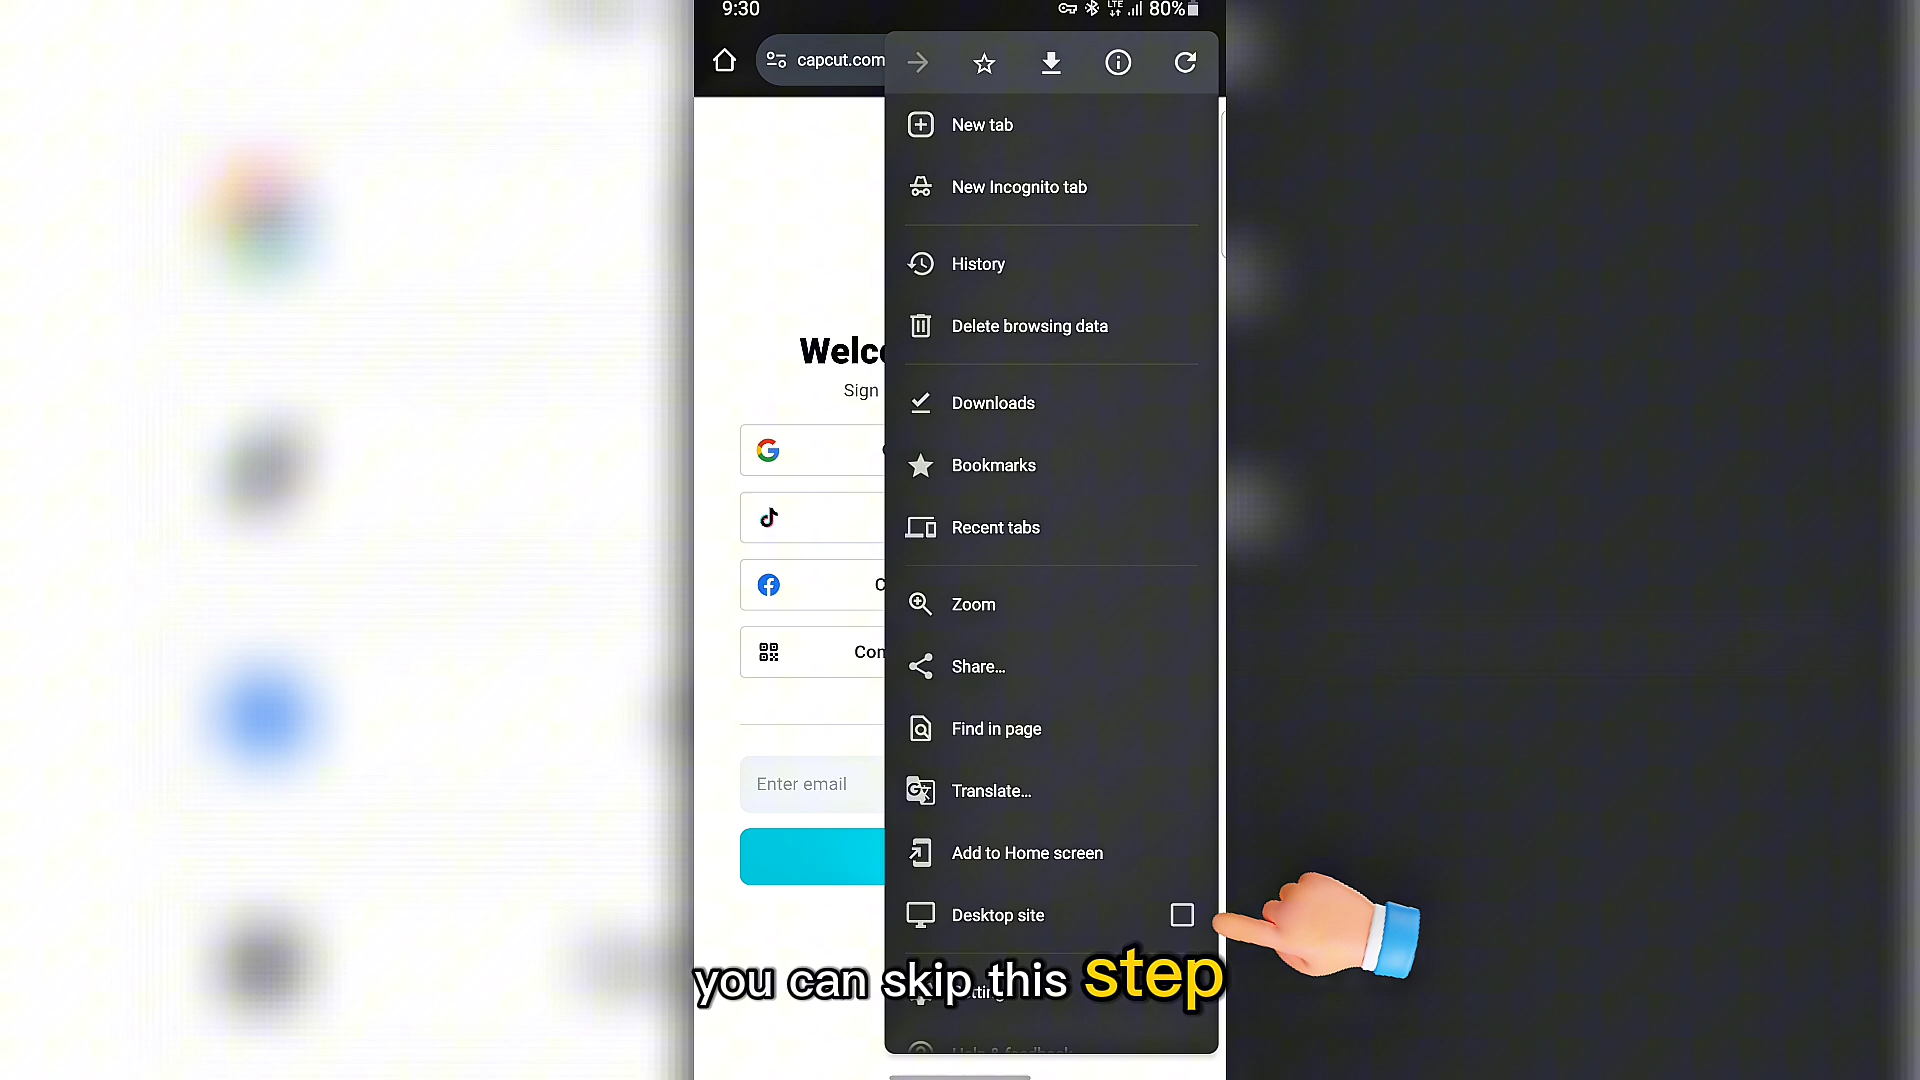 9:30
LTE
80%
capcut.com
New tab
New Incognito tab
History
Delete browsing data
Welco
Sign
Downloads
Bookmarks
Recent tabs
Zoom
Con
Share...
Find in page
Enter email
Translate...
Add to Home screen
Desktop site
you can skip this step